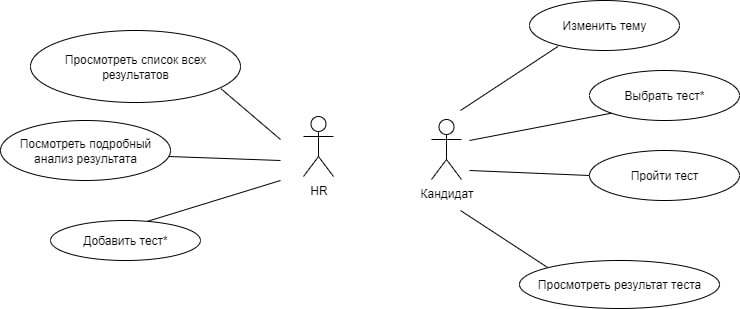 Просмотреть список всех
результатов
Посмотреть подробный
анализ результата
Добавить тест*
HR
Кандидат
Изменить тему
Выбрать тест*
Пройти тест
Просмотреть результат теста